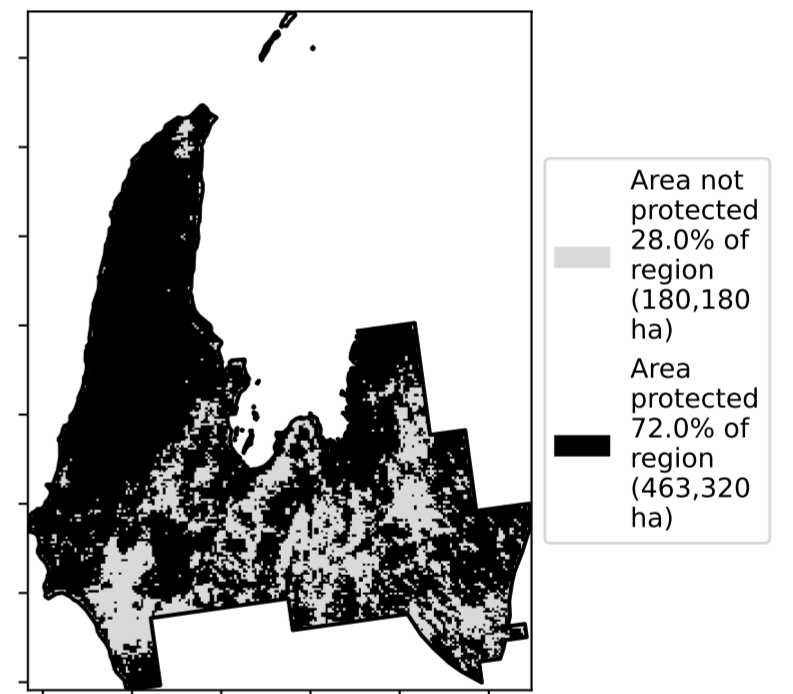 Area not
protected
28.0% of
region
(180,180
ha)
Area
protected
72.0% of
region
(463,320
ha)